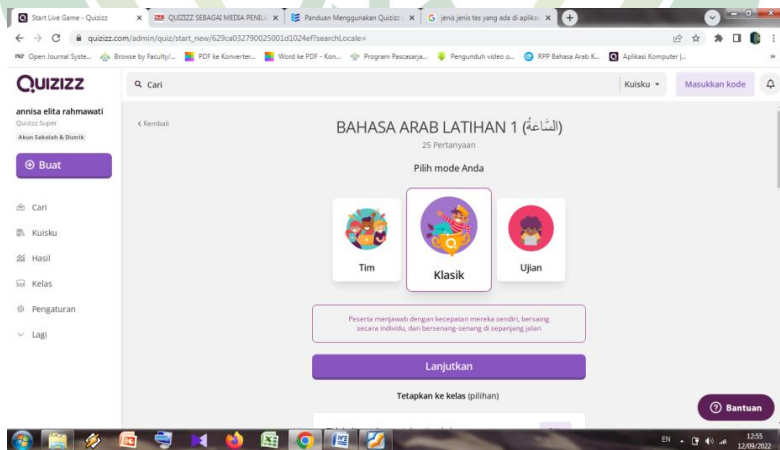 Start Live Game - Quizizz
QUIZIZZ SEBAGAI MEDIA PENIL
Panduan Menggunakan Quizizz
jenis jenis tes yang ada di aplika
quizizz.com/admin/quiz/start_new/629ca032790025001d1024ef?searchLocale=
Open Journal Syste...
Browse by Faculty/...
PDF ke Konverter...
Word ke PDF - Kon...
Program Pascasarja...
Pengunduh video o...
RPP Bahasa Arab K...
Aplikasi Komputer (...
QUIZIZZ
Cari
Kuisku
Masukkan kode
annisa elita rahmawati
Quizizz Super
Akun Sekolah & Distrik
Buat
Cari
Kuisku
Hasil
Kelas
Pengaturan
Lagi
Kembali
BAHASA ARAB LATIHAN 1 (السَّاعَةُ)
25 Pertanyaan
Pilih mode Anda
Tim
Klasik
Ujian
Peserta menjawab dengan kecepatan mereka sendiri, bersaing
secara individu, dan bersenang-senang di sepanjang jalan
Lanjutkan
Tetapkan ke kelas (pilihan)
Bantuan
EN
12:55
12/09/2022